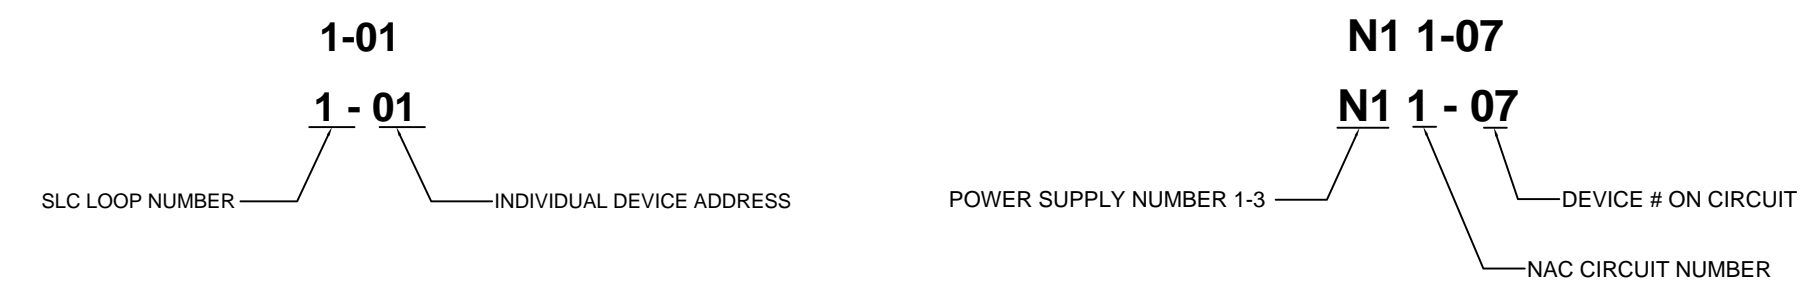 1-01
1 - 01
SLC LOOP NUMBER
INDIVIDUAL DEVICE ADDRESS
N1 1-07
N1 1 - 07
POWER SUPPLY NUMBER 1-3
DEVICE # ON CIRCUIT
NAC CIRCUIT NUMBER